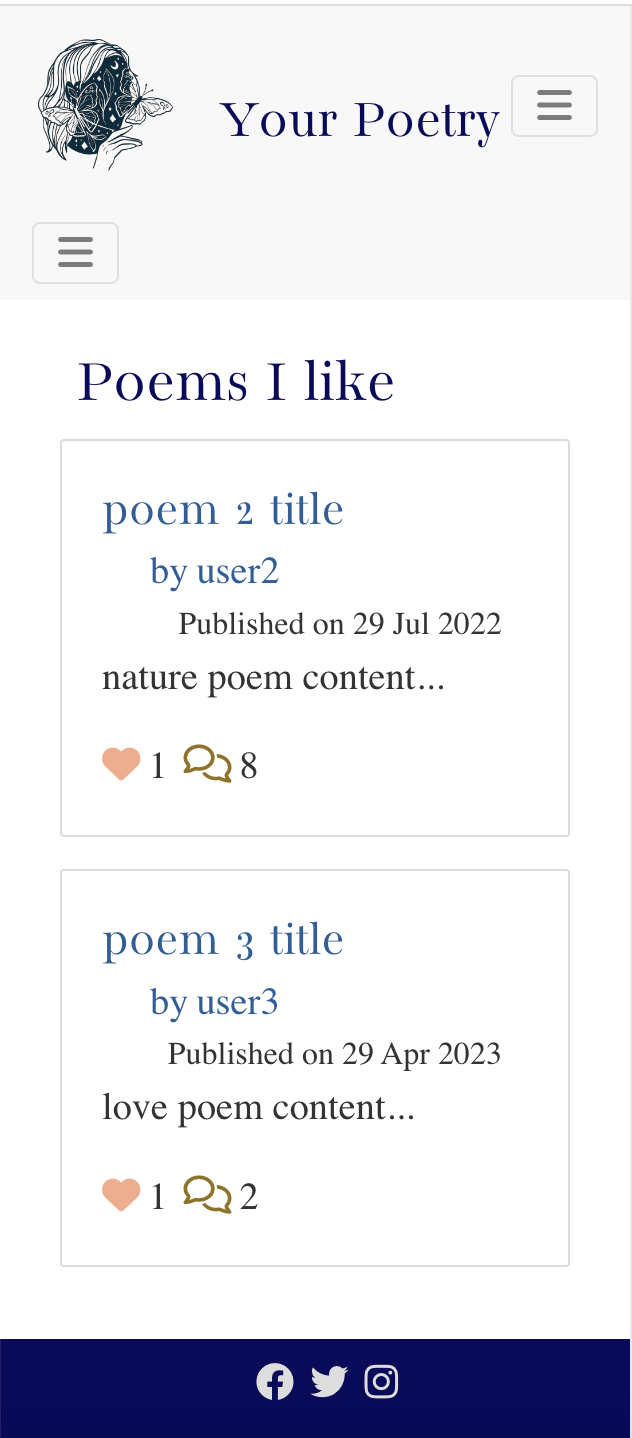 Your Poetry
Poems I like
poem 2 title
by user2
Published on 29 Jul 2022
nature poem content...
1 8
poem 3 title
by user3
Published on 29 Apr 2023
love poem content...
1 2